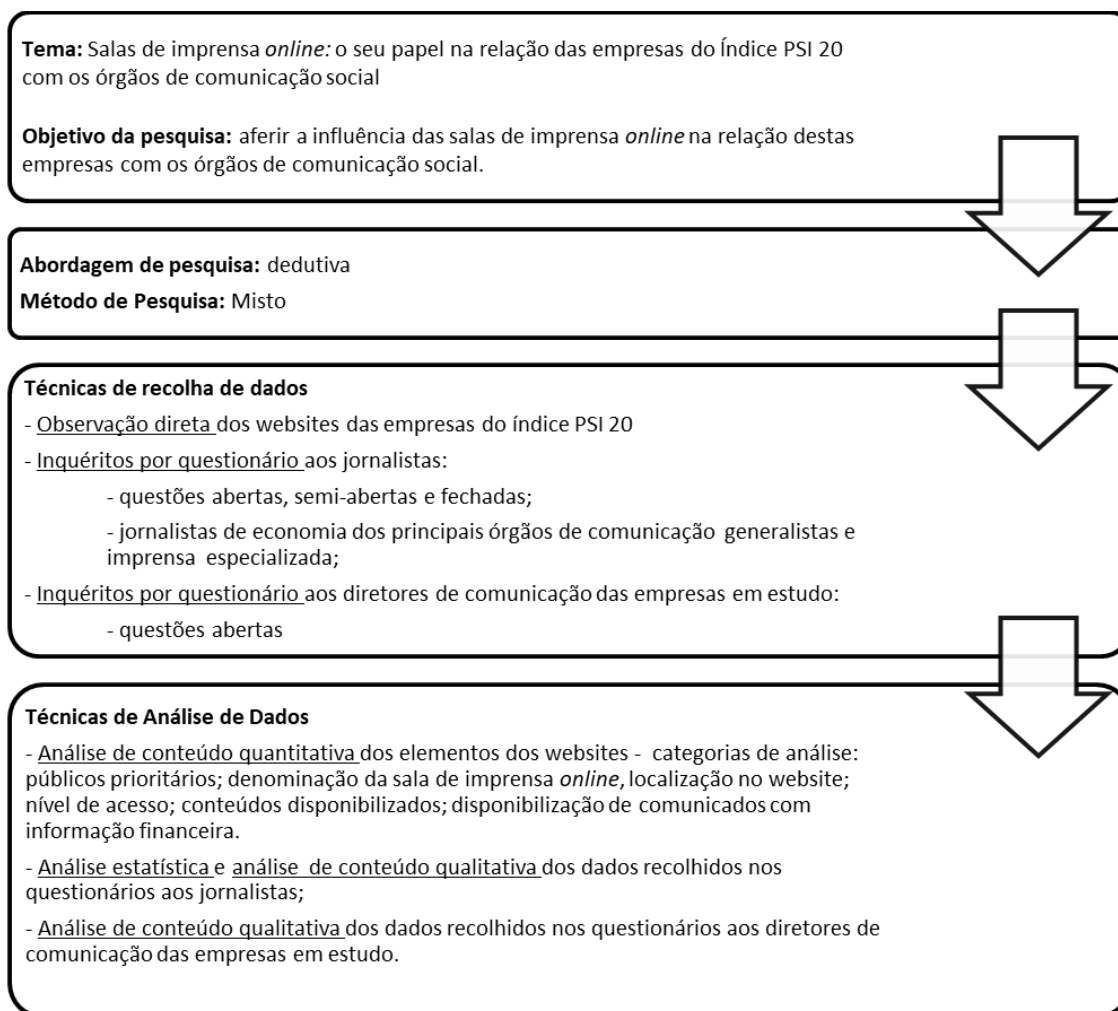 Tema: Salas de imprensa online: o seu papel na relação das empresas do Índice PSI 20
com os órgãos de comunicação social
Objetivo da pesquisa: aferir a influência das salas de imprensa online na relação destas
empresas com os órgãos de comunicação social.
Abordagem de pesquisa: dedutiva
Método de Pesquisa: Misto
Técnicas de recolha de dados
- Observação direta dos websites das empresas do índice PSI 20
- Inquéritos por questionário aos jornalistas:
- questões abertas, semi-abertas e fechadas;
- jornalistas de economia dos principais órgãos de comunicação generalistas e
imprensa especializada;
- Inquéritos por questionário aos diretores de comunicação das empresas em estudo:
- questões abertas
Técnicas de Análise de Dados
- Análise de conteúdo quantitativa dos elementos dos websites - categorias de análise:
públicos prioritários; denominação da sala de imprensa online, localização no website;
nível de acesso; conteúdos disponibilizados; disponibilização de comunicados com
informação financeira.
- Análise estatística e análise de conteúdo qualitativa dos dados recolhidos nos
questionários aos jornalistas;
- Análise de conteúdo qualitativa dos dados recolhidos nos questionários aos diretores de
comunicação das empresas em estudo.